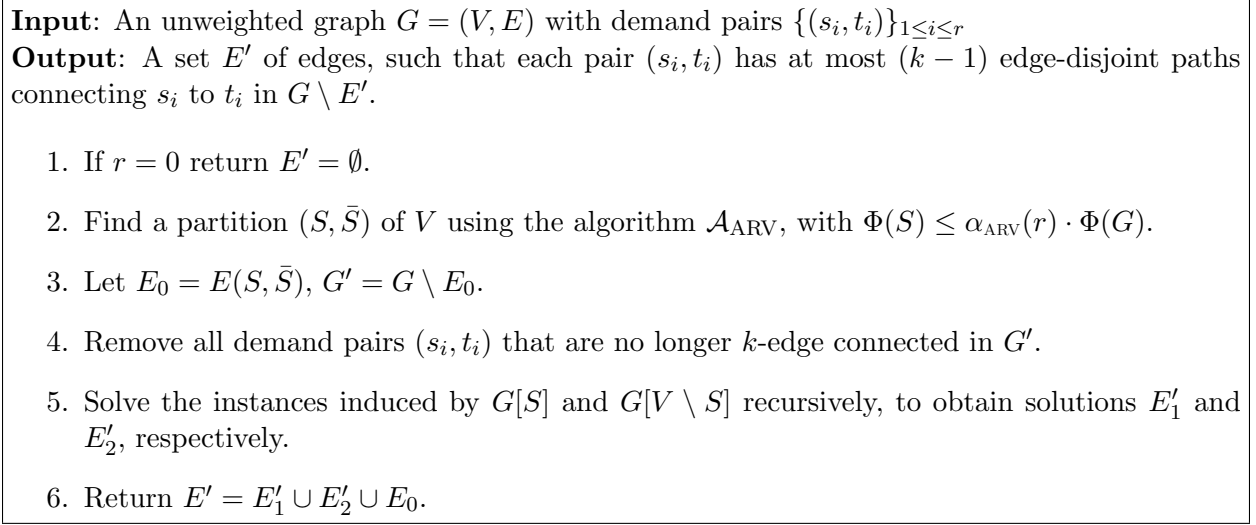 Input: An unweighted graph G = (V, E) with demand pairs {(s_i, t_i)}_{1≤i≤r}
Output: A set E′ of edges, such that each pair (s_i, t_i) has at most (k − 1) edge-disjoint paths
connecting s_i to t_i in G \ E′.
1. If r = 0 return E′ = ∅.
2. Find a partition (S, S̄) of V using the algorithm 𝒜_ARV, with Φ(S) ≤ α_ARV(r) · Φ(G).
3. Let E_0 = E(S, S̄), G′ = G \ E_0.
4. Remove all demand pairs (s_i, t_i) that are no longer k-edge connected in G′.
5. Solve the instances induced by G[S] and G[V \ S] recursively, to obtain solutions E′_1 and
E′_2, respectively.
6. Return E′ = E′_1 ∪ E′_2 ∪ E_0.